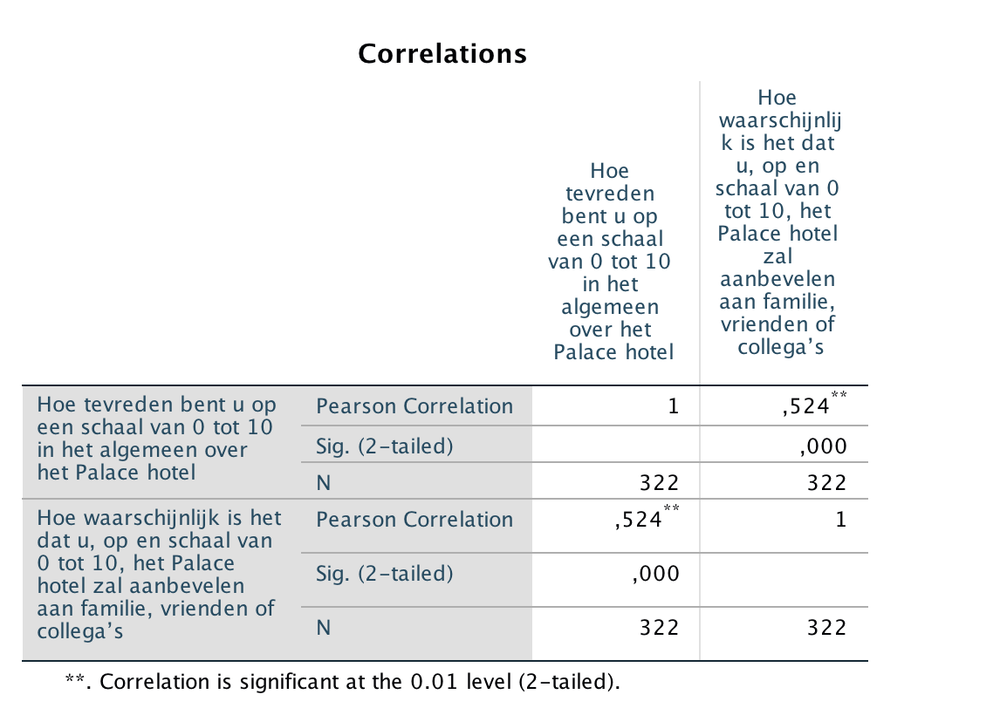 Correlations
Hoe
tevreden
bent u op
een schaal
van 0 tot 10
in het
algemeen
over het
Palace hotel
Hoe
waarschijnlij
k is het dat
u, op en
schaal van 0
tot 10, het
Palace hotel
zal
aanbevelen
aan familie,
vrienden of
collega’s
Hoe tevreden bent u op
een schaal van 0 tot 10
in het algemeen over
het Palace hotel
Pearson Correlation 1 ,524**
Sig. (2-tailed) ,000
N 322 322
Hoe waarschijnlijk is het
dat u, op en schaal van
0 tot 10, het Palace
hotel zal aanbevelen
aan familie, vrienden of
collega’s
Pearson Correlation ,524** 1
Sig. (2-tailed) ,000
N 322 322
**. Correlation is significant at the 0.01 level (2-tailed).